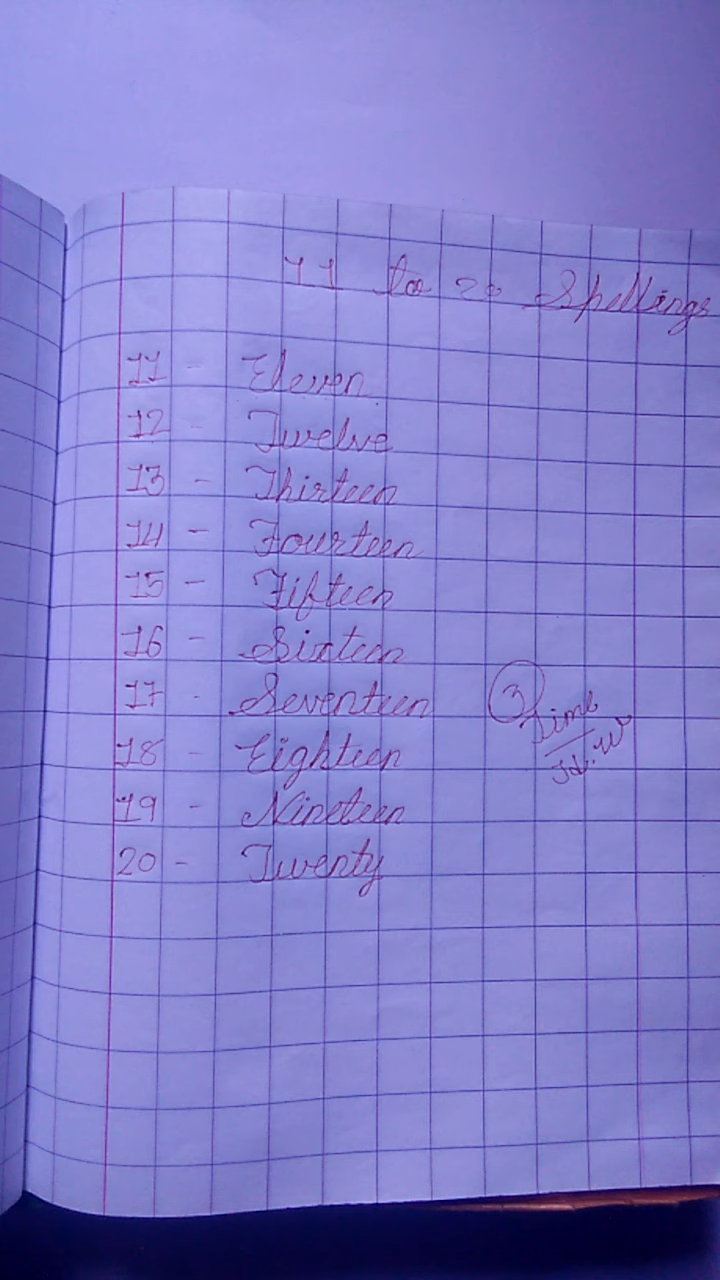 11 to 20 Spellings
11 - Eleven
12 - Twelve
13 - Thirteen
14 - Fourteen
15 - Fifteen
16 - Sixteen
17 - Seventeen
18 - Eighteen
19 - Nineteen
20 - Twenty
3 Time
H.W